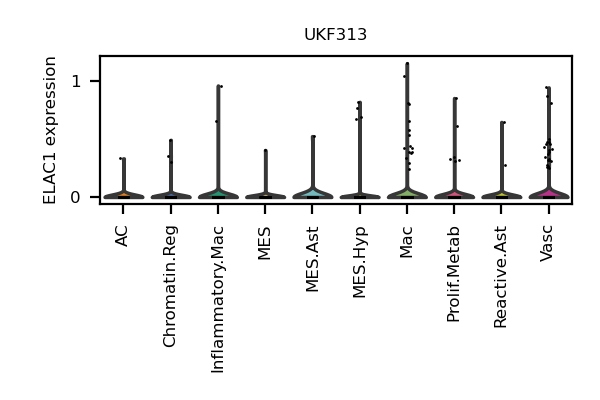 UKF313
ELAC1 expression
1
0
AC
Chromatin.Reg
Inflammatory.Mac
MES
MES.Ast
MES.Hyp
Mac
Prolif.Metab
Reactive.Ast
Vasc